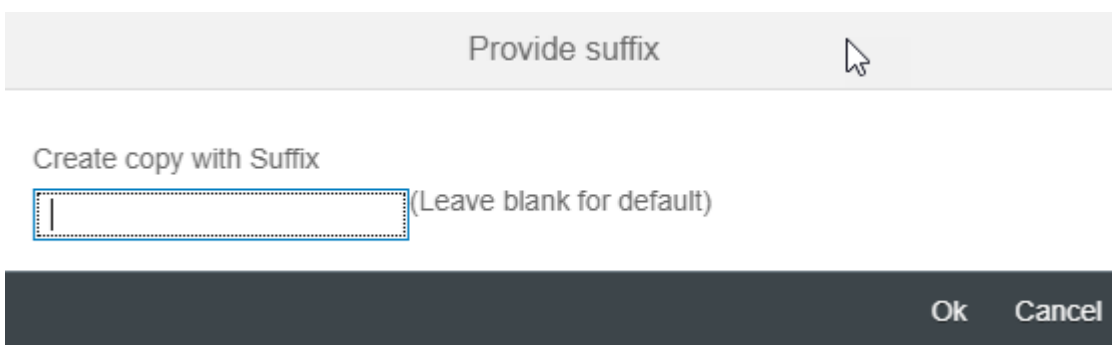 Provide suffix
Create copy with Suffix
(Leave blank for default)
Ok Cancel